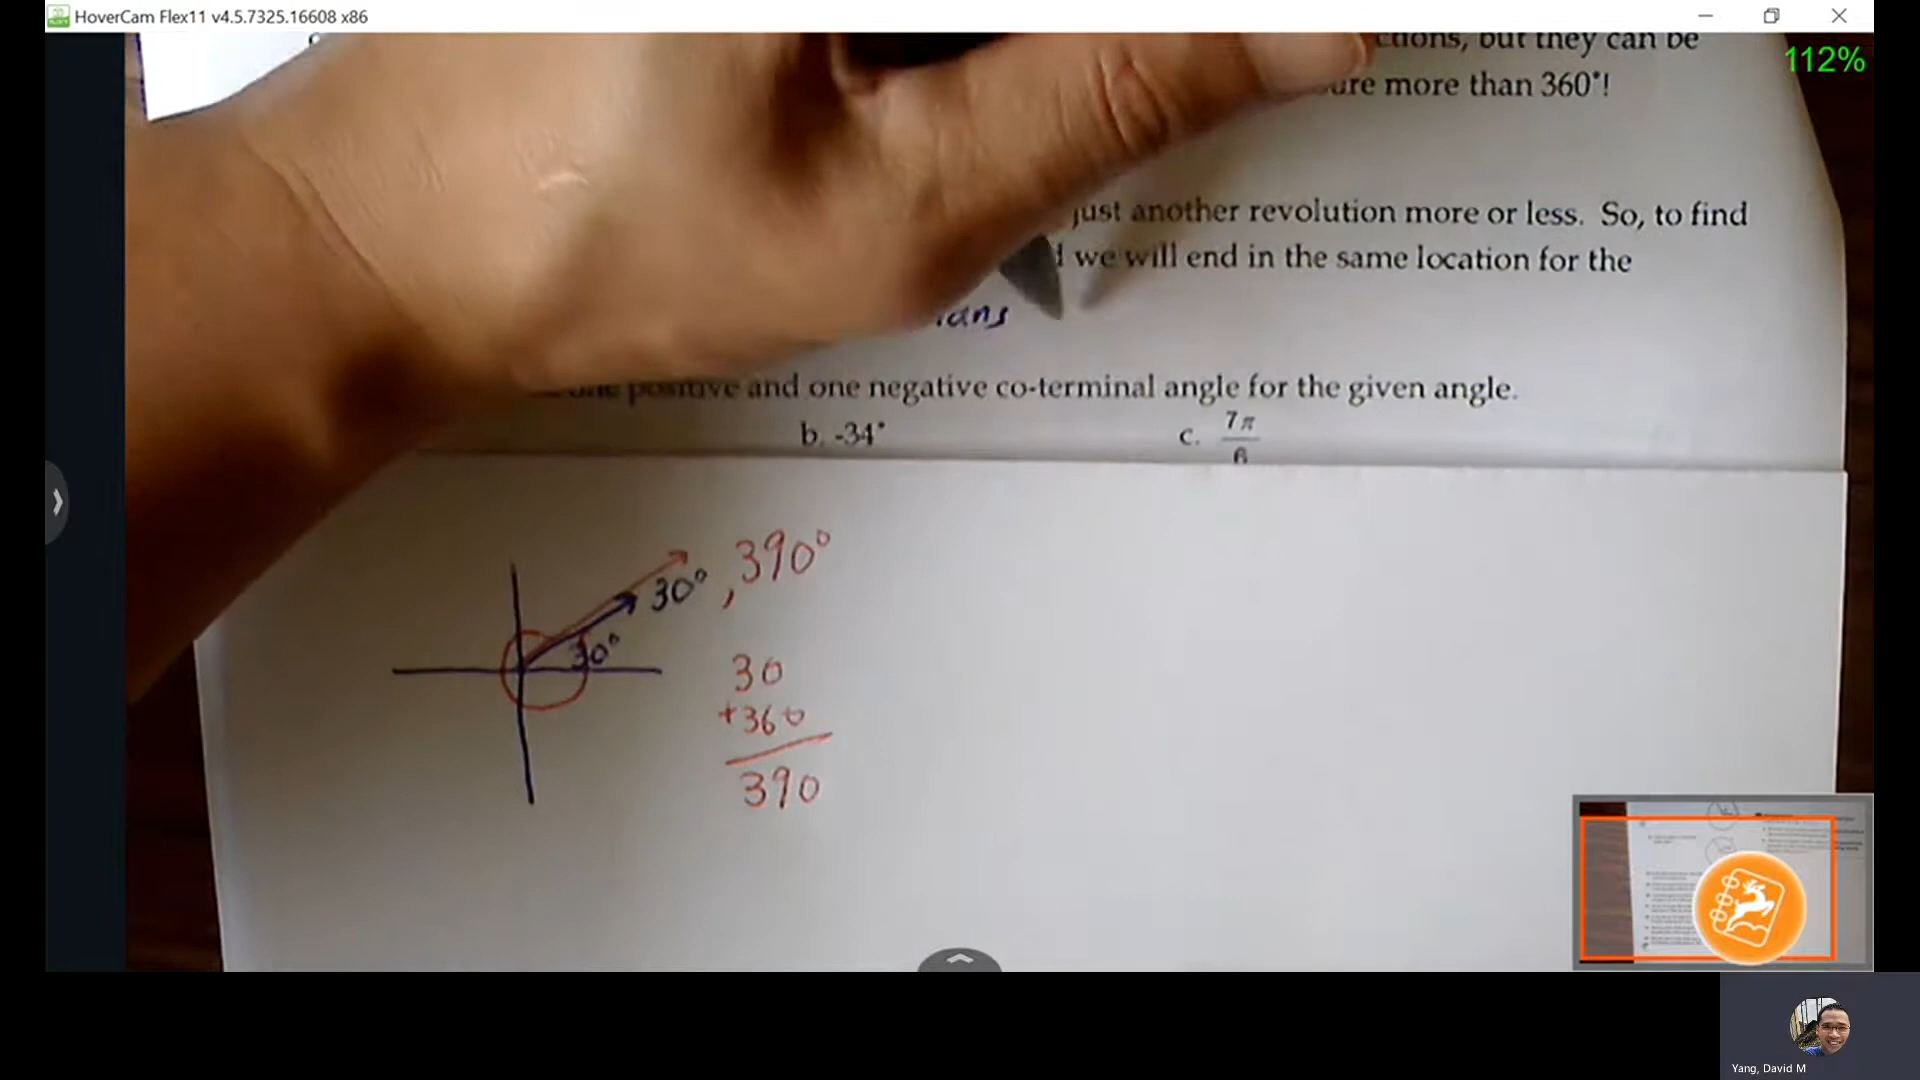 HoverCam Flex11 v4.5.7325.16608 x86
112%
but they can be
more than 360°!
just another revolution more or less. So, to find
we will end in the same location for the
one positive and one negative co-terminal angle for the given angle.
b. -34°
c. 7π
6
30° , 390°
30°
30
+360
390
Yang, David M